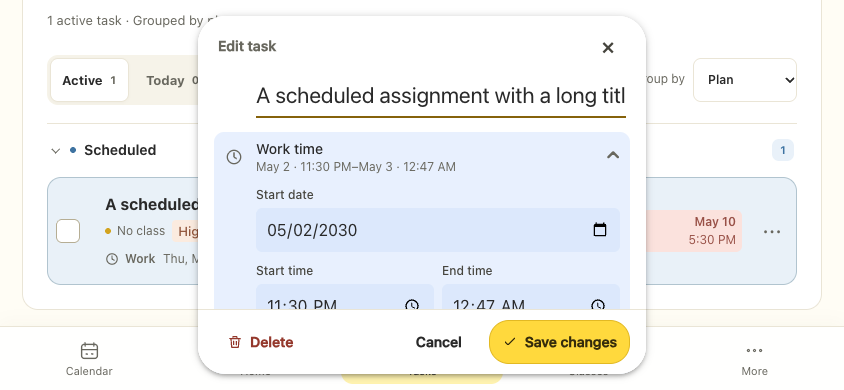 1 active task · Grouped by
Edit task
Active 1
Today 0
Group by
Plan
A scheduled assignment with a long titl
Scheduled
1
Work time
May 2 · 11:30 PM–May 3 · 12:47 AM
Start date
05/02/2030
A scheduled
No class
Hig
May 10
5:30 PM
Work Thu, M
Start time
End time
11:30 PM
12:47 AM
Delete
Cancel
Save changes
Calendar
More